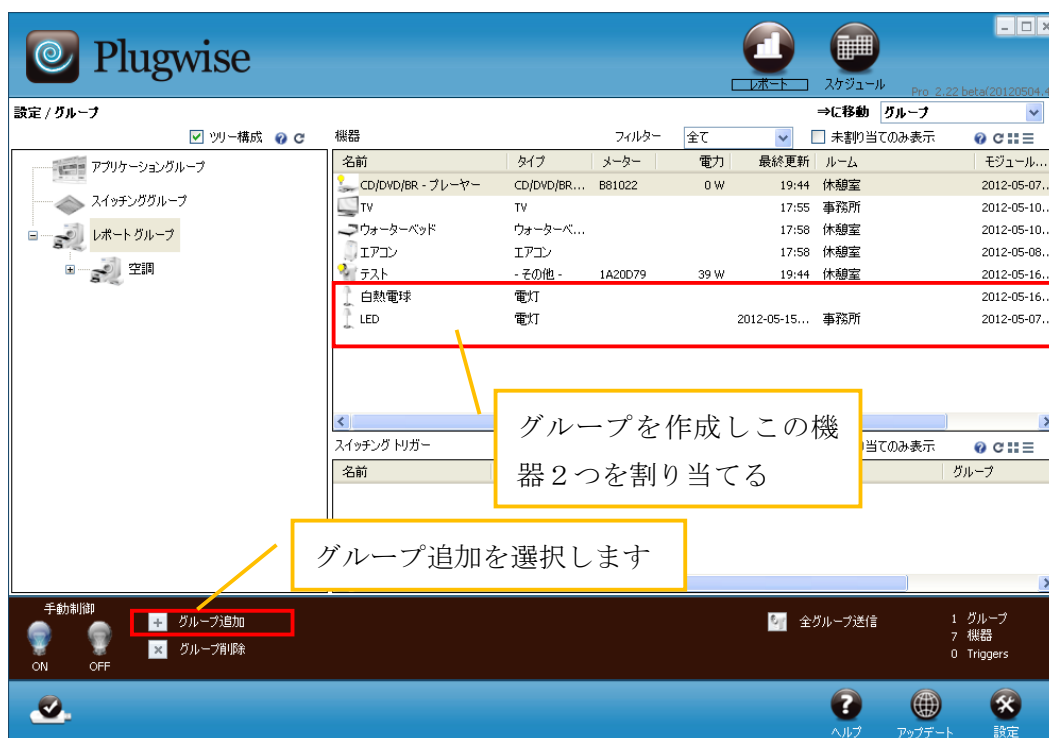 Plugwise
レポート
スケジュール
Pro 2.22 beta(20120504.4
設定 / グループ
⇒に移動 グループ
ツリー構成
機器 フィルター 全て 未割り当てのみ表示
名前 タイプ メーター 電力 最終更新 ルーム モジュール...
CD/DVD/BR - プレーヤー CD/DVD/BR... B81022 0 W 19:44 休憩室 2012-05-07..
TV TV 17:55 事務所 2012-05-10..
ウォーターベッド ウォーターベ... 17:58 休憩室 2012-05-10..
エアコン エアコン 17:58 休憩室 2012-05-08..
テスト - その他 - 1A20D79 39 W 19:44 休憩室 2012-05-16..
白熱電球 電灯 2012-05-16..
LED 電灯 2012-05-15... 事務所 2012-05-07..
アプリケーショングループ
スイッチンググループ
レポートグループ
空調
グループを作成しこの機
器２つを割り当てる
スイッチング トリガー り当てのみ表示
名前 グループ
グループ追加を選択します
手動制御
ON OFF
グループ追加
グループ削除
全グループ送信
1 グループ
7 機器
0 Triggers
ヘルプ アップデート 設定